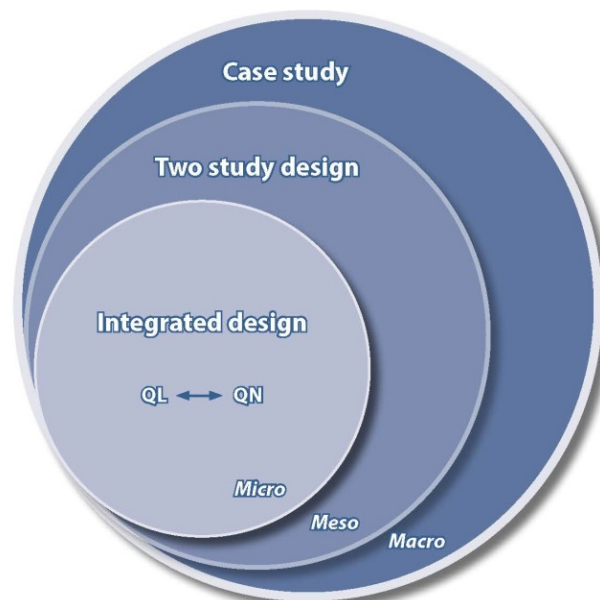 Case study
Two study design
Integrated design
QL QN
Micro
Meso
Macro